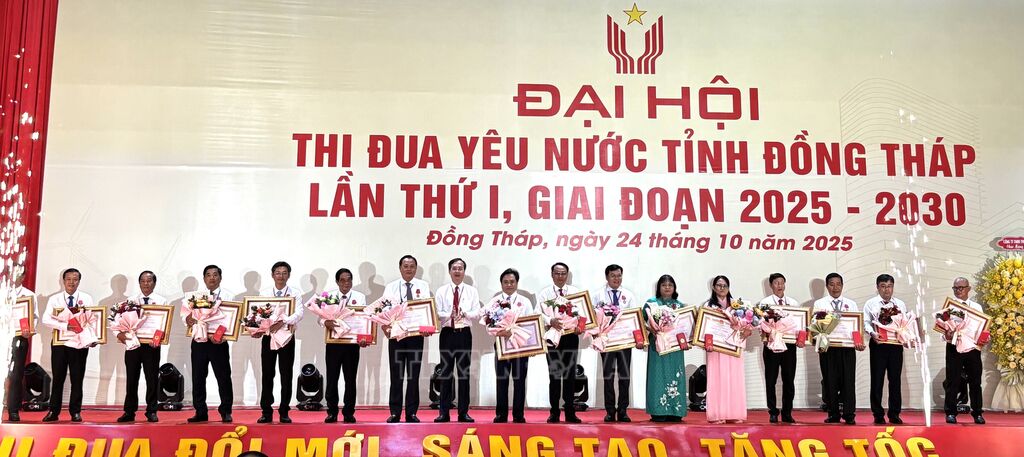 ĐẠI HỘI
THI ĐUA YÊU NƯỚC TỈNH ĐỒNG THÁP
LẦN THỨ I, GIAI ĐOẠN 2025 - 2030
Đồng Tháp, ngày 24 tháng 10 năm 2025
ĐUA ĐỔI MỚI, SÁNG TẠO, TĂNG TỐC